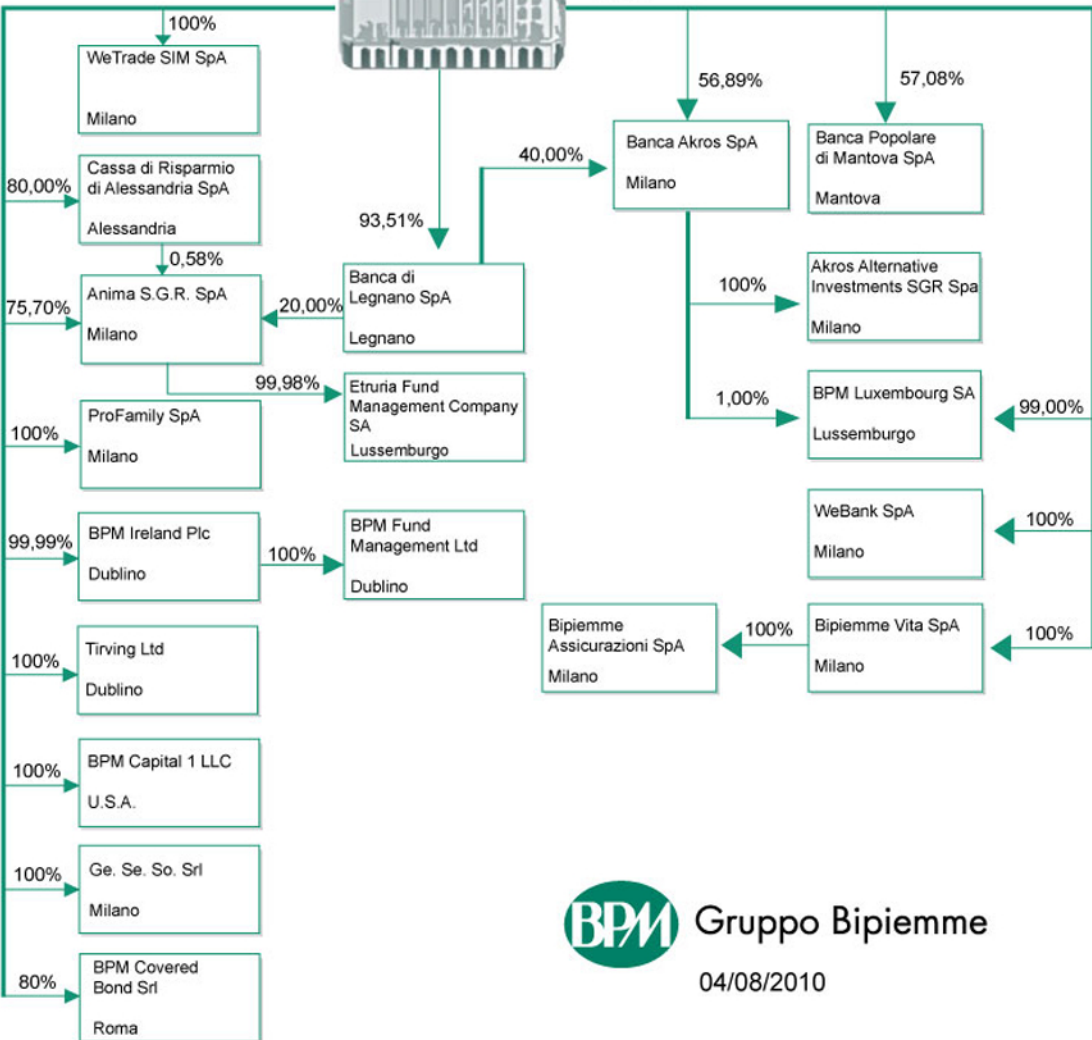 100%
WeTrade SIM SpA
Milano
80,00%
Cassa di Risparmio
di Alessandria SpA
Alessandria
0,58%
75,70%
Anima S.G.R. SpA
Milano
100%
ProFamily SpA
Milano
99,99%
BPM Ireland Plc
Dublino
100%
Tirving Ltd
Dublino
100%
BPM Capital 1 LLC
U.S.A.
100%
Ge. Se. So. Srl
Milano
80%
BPM Covered
Bond Srl
Roma
93,51%
Banca di
Legnano SpA
Legnano
20,00%
40,00%
99,98%
Etruria Fund
Management Company
SA
Lussemburgo
100%
BPM Fund
Management Ltd
Dublino
56,89%
Banca Akros SpA
Milano
57,08%
Banca Popolare
di Mantova SpA
Mantova
100%
Akros Alternative
Investments SGR Spa
Milano
1,00%
BPM Luxembourg SA
Lussemburgo
99,00%
WeBank SpA
Milano
100%
Bipiemme Vita SpA
Milano
100%
100%
Bipiemme
Assicurazioni SpA
Milano
BPM Gruppo Bipiemme
04/08/2010